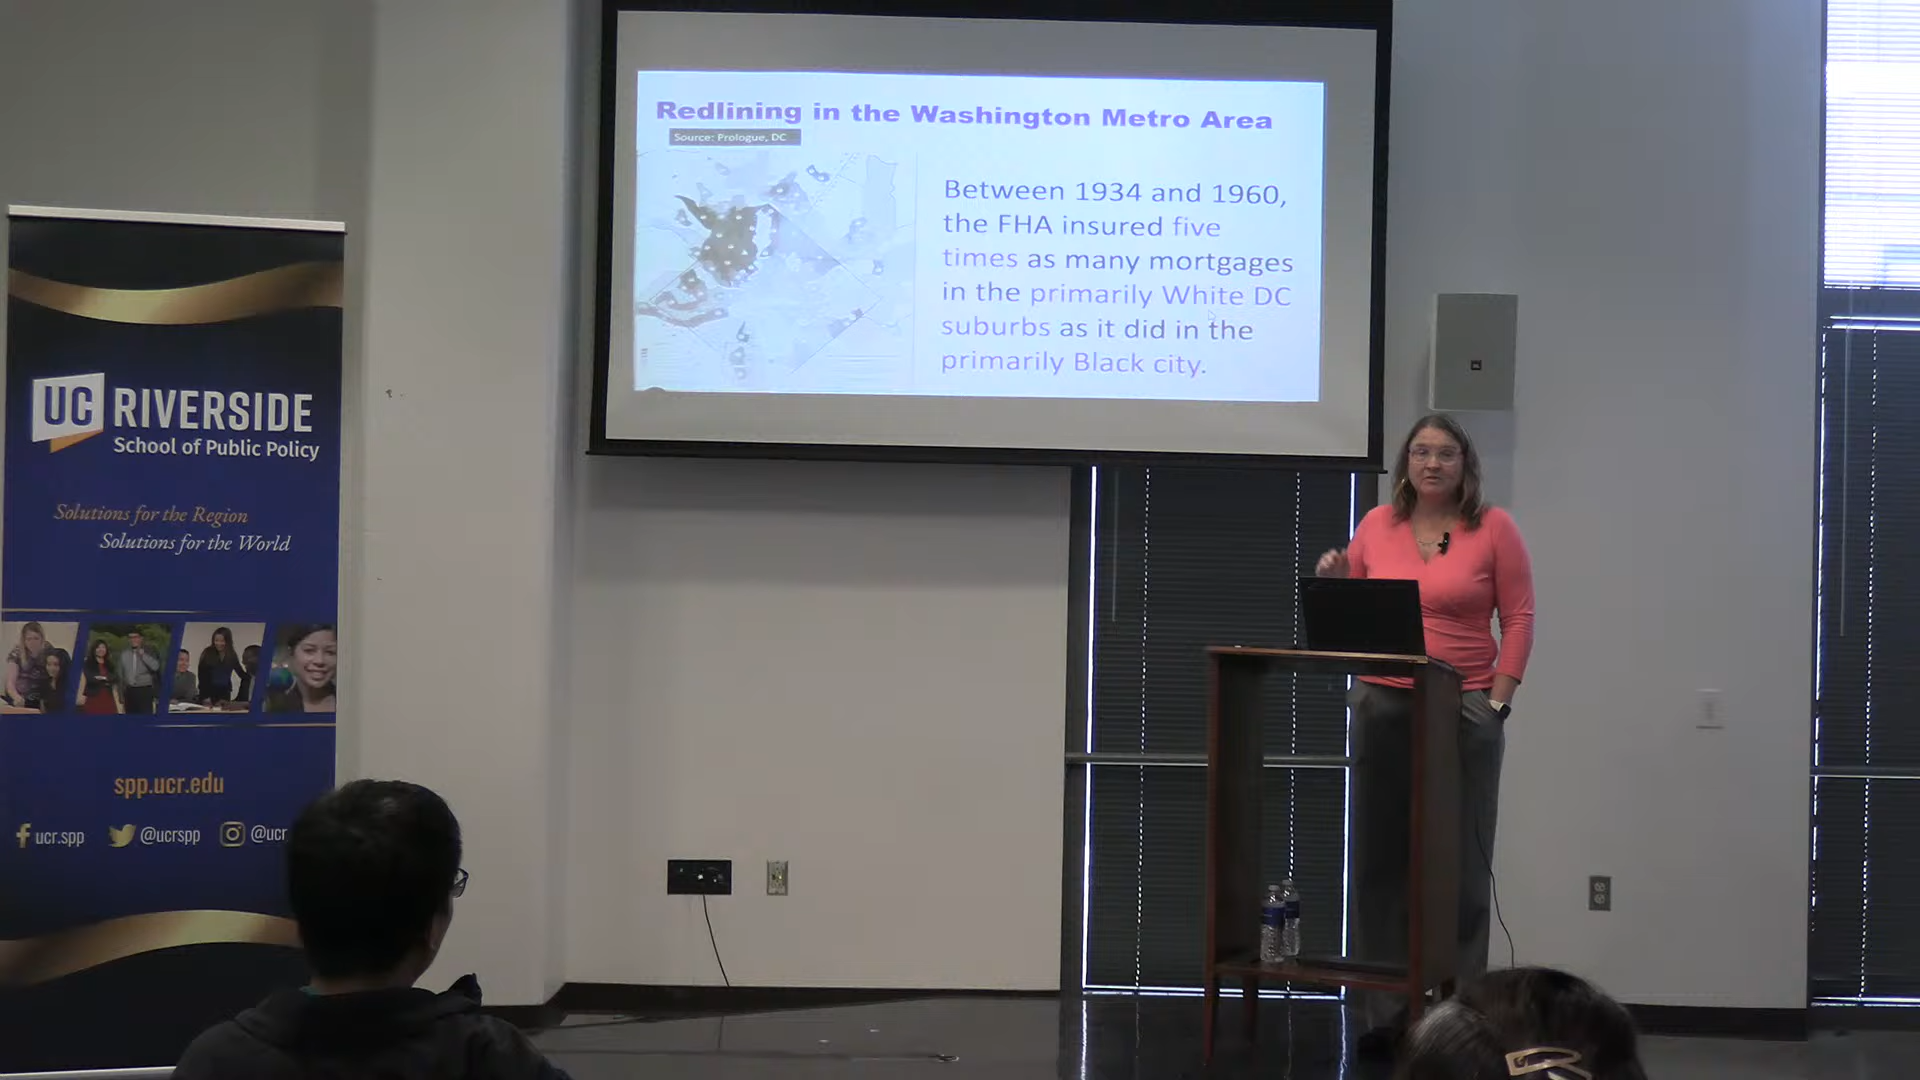 Redlining in the Washington Metro Area
Source: Prologue, DC
Between 1934 and 1960,
the FHA insured five
times as many mortgages
in the primarily White DC
suburbs as it did in the
primarily Black city.
UC RIVERSIDE
School of Public Policy
Solutions for the Region
Solutions for the World
spp.ucr.edu
ucr.spp @ucrspp @ucr